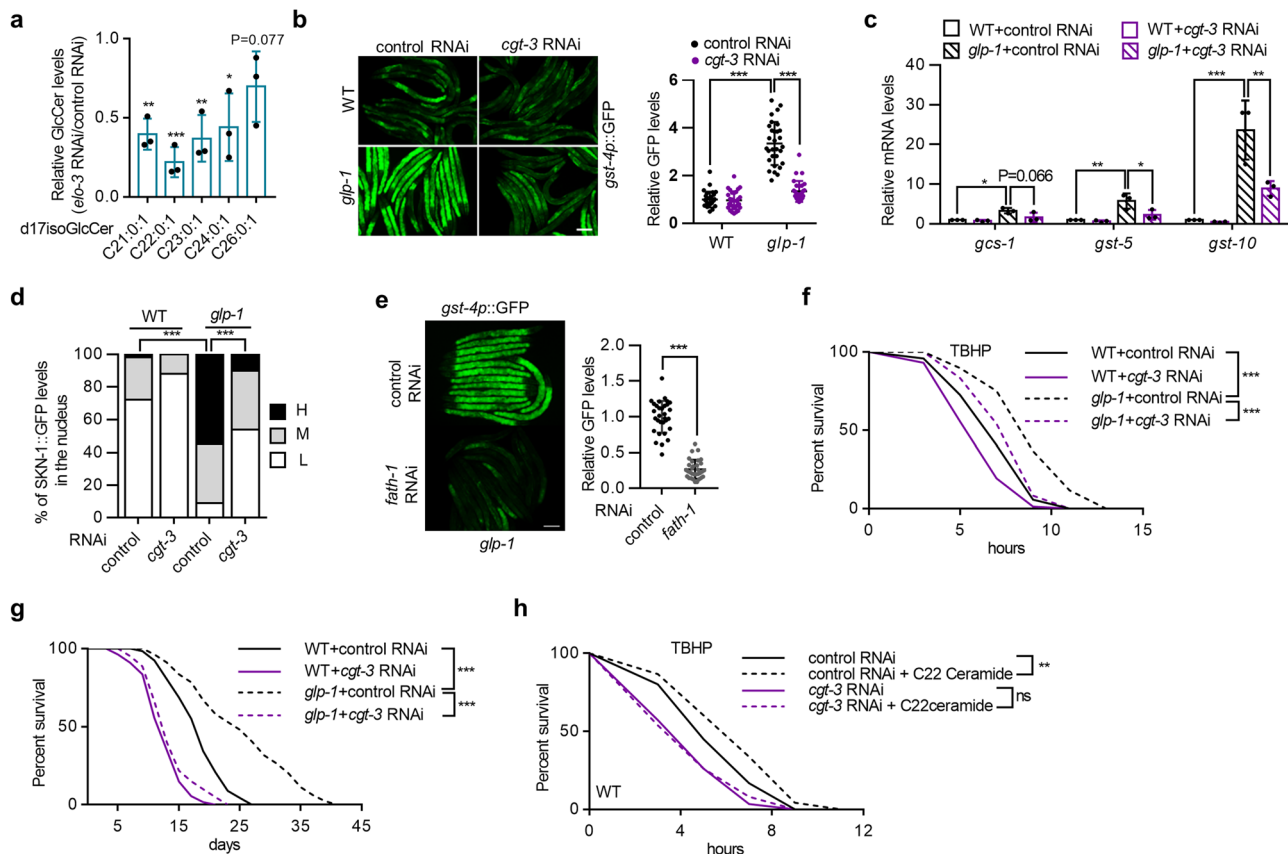 a
P=0.077
Relative GlcCer levels
(elo-3 RNAi/control RNAi)
1.0
0.5
0.0
**
***
**
*
d17isoGlcCer
C21:0:1
C22:0:1
C23:0:1
C24:0:1
C26:0:1
b
control RNAi
cgt-3 RNAi
WT
glp-1
gst-4p::GFP
control RNAi
cgt-3 RNAi
Relative GFP levels
6
4
2
0
***
***
WT
glp-1
c
WT+control RNAi
WT+cgt-3 RNAi
glp-1+control RNAi
glp-1+cgt-3 RNAi
Relative mRNA levels
40
30
20
10
0
*
P=0.066
**
*
***
**
gcs-1
gst-5
gst-10
d
WT
glp-1
***
***
% of SKN-1::GFP levels
in the nucleus
100
80
60
40
20
0
H
M
L
RNAi
control
cgt-3
control
cgt-3
e
gst-4p::GFP
control
RNAi
fath-1
RNAi
glp-1
Relative GFP levels
2.0
1.5
1.0
0.5
0.0
***
RNAi
control
fath-1
f
TBHP
WT+control RNAi
WT+cgt-3 RNAi
glp-1+control RNAi
glp-1+cgt-3 RNAi
***
***
Percent survival
100
50
0
0
5
10
15
hours
g
WT+control RNAi
WT+cgt-3 RNAi
glp-1+control RNAi
glp-1+cgt-3 RNAi
***
***
Percent survival
100
50
0
5
15
25
35
45
days
h
TBHP
control RNAi
control RNAi + C22 Ceramide
cgt-3 RNAi
cgt-3 RNAi + C22ceramide
**
ns
Percent survival
100
50
0
WT
0
4
8
12
hours